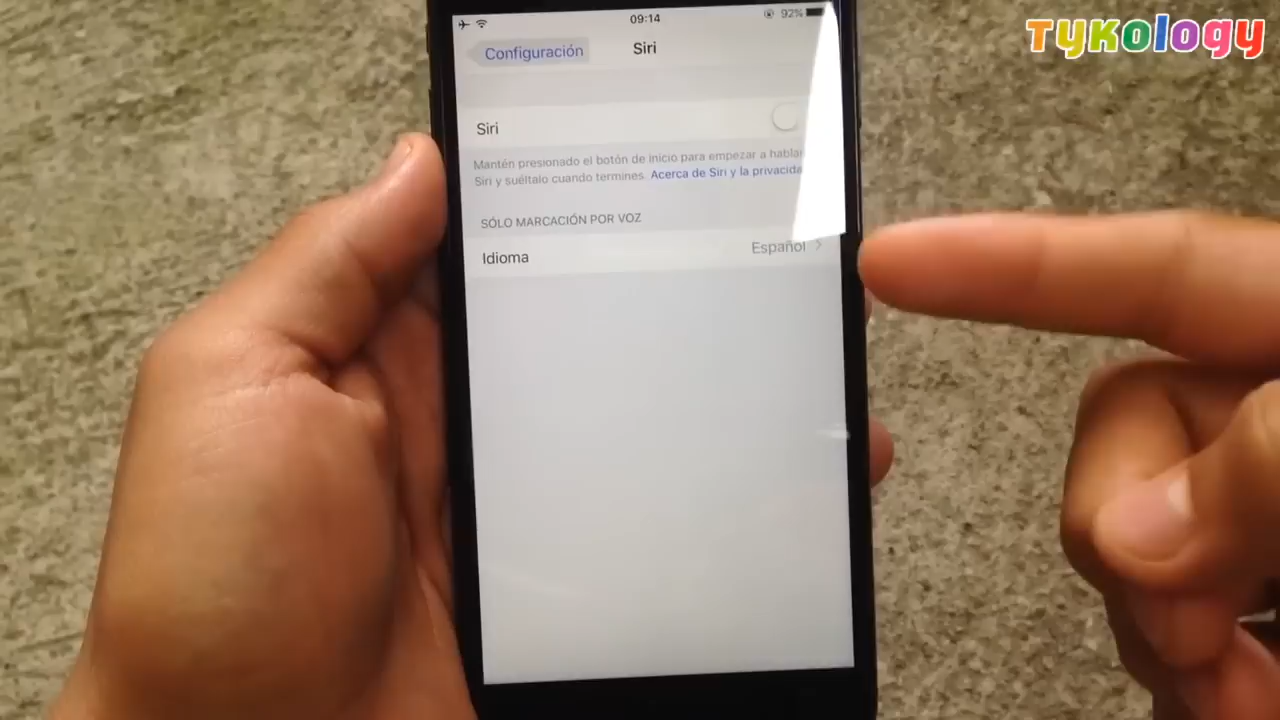 Tykology
09:14
92%
Configuración
Siri
Siri
Mantén presionado el botón de inicio para empezar a hablar
Siri y suéltalo cuando termines. Acerca de Siri y la privacida
SÓLO MARCACIÓN POR VOZ
Idioma
Español